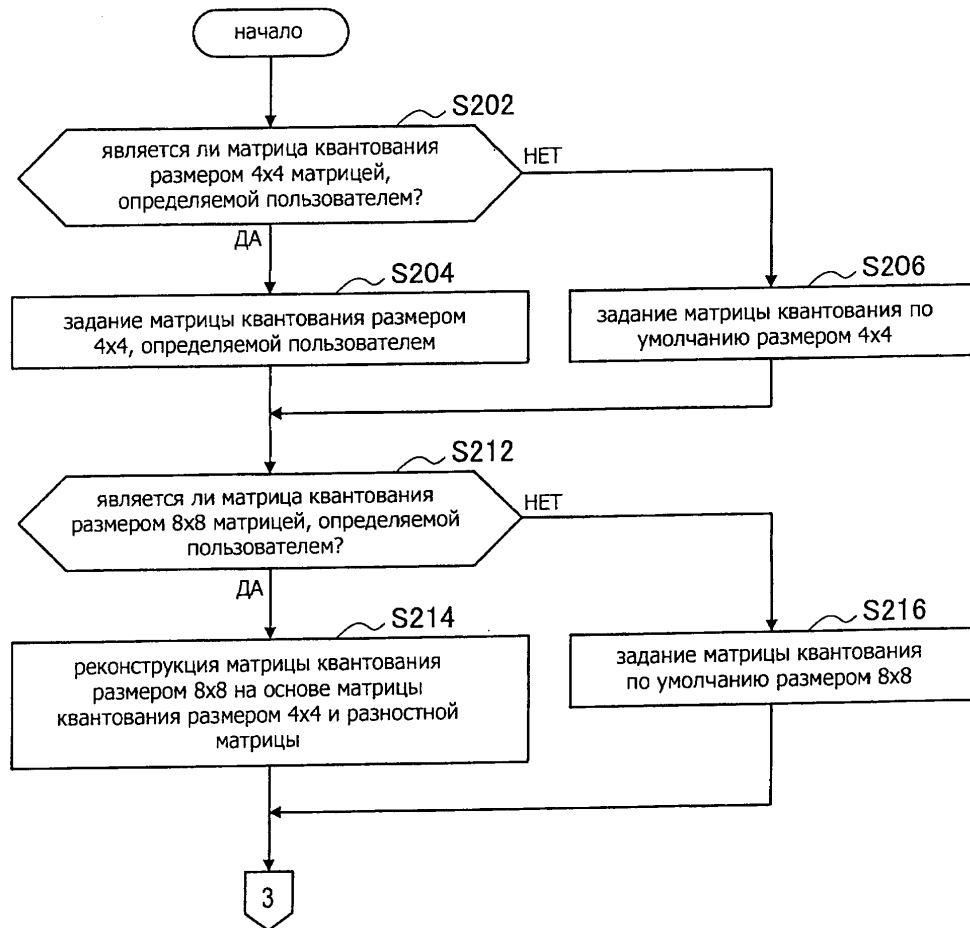 начало
S202
является ли матрица квантования
размером 4x4 матрицей,
определяемой пользователем?
НЕТ
ДА
S204
задание матрицы квантования размером
4x4, определяемой пользователем
S206
задание матрицы квантования по
умолчанию размером 4x4
S212
является ли матрица квантования
размером 8x8 матрицей, определяемой
пользователем?
НЕТ
ДА
S214
реконструкция матрицы квантования
размером 8x8 на основе матрицы
квантования размером 4x4 и разностной
матрицы
S216
задание матрицы квантования
по умолчанию размером 8x8
3